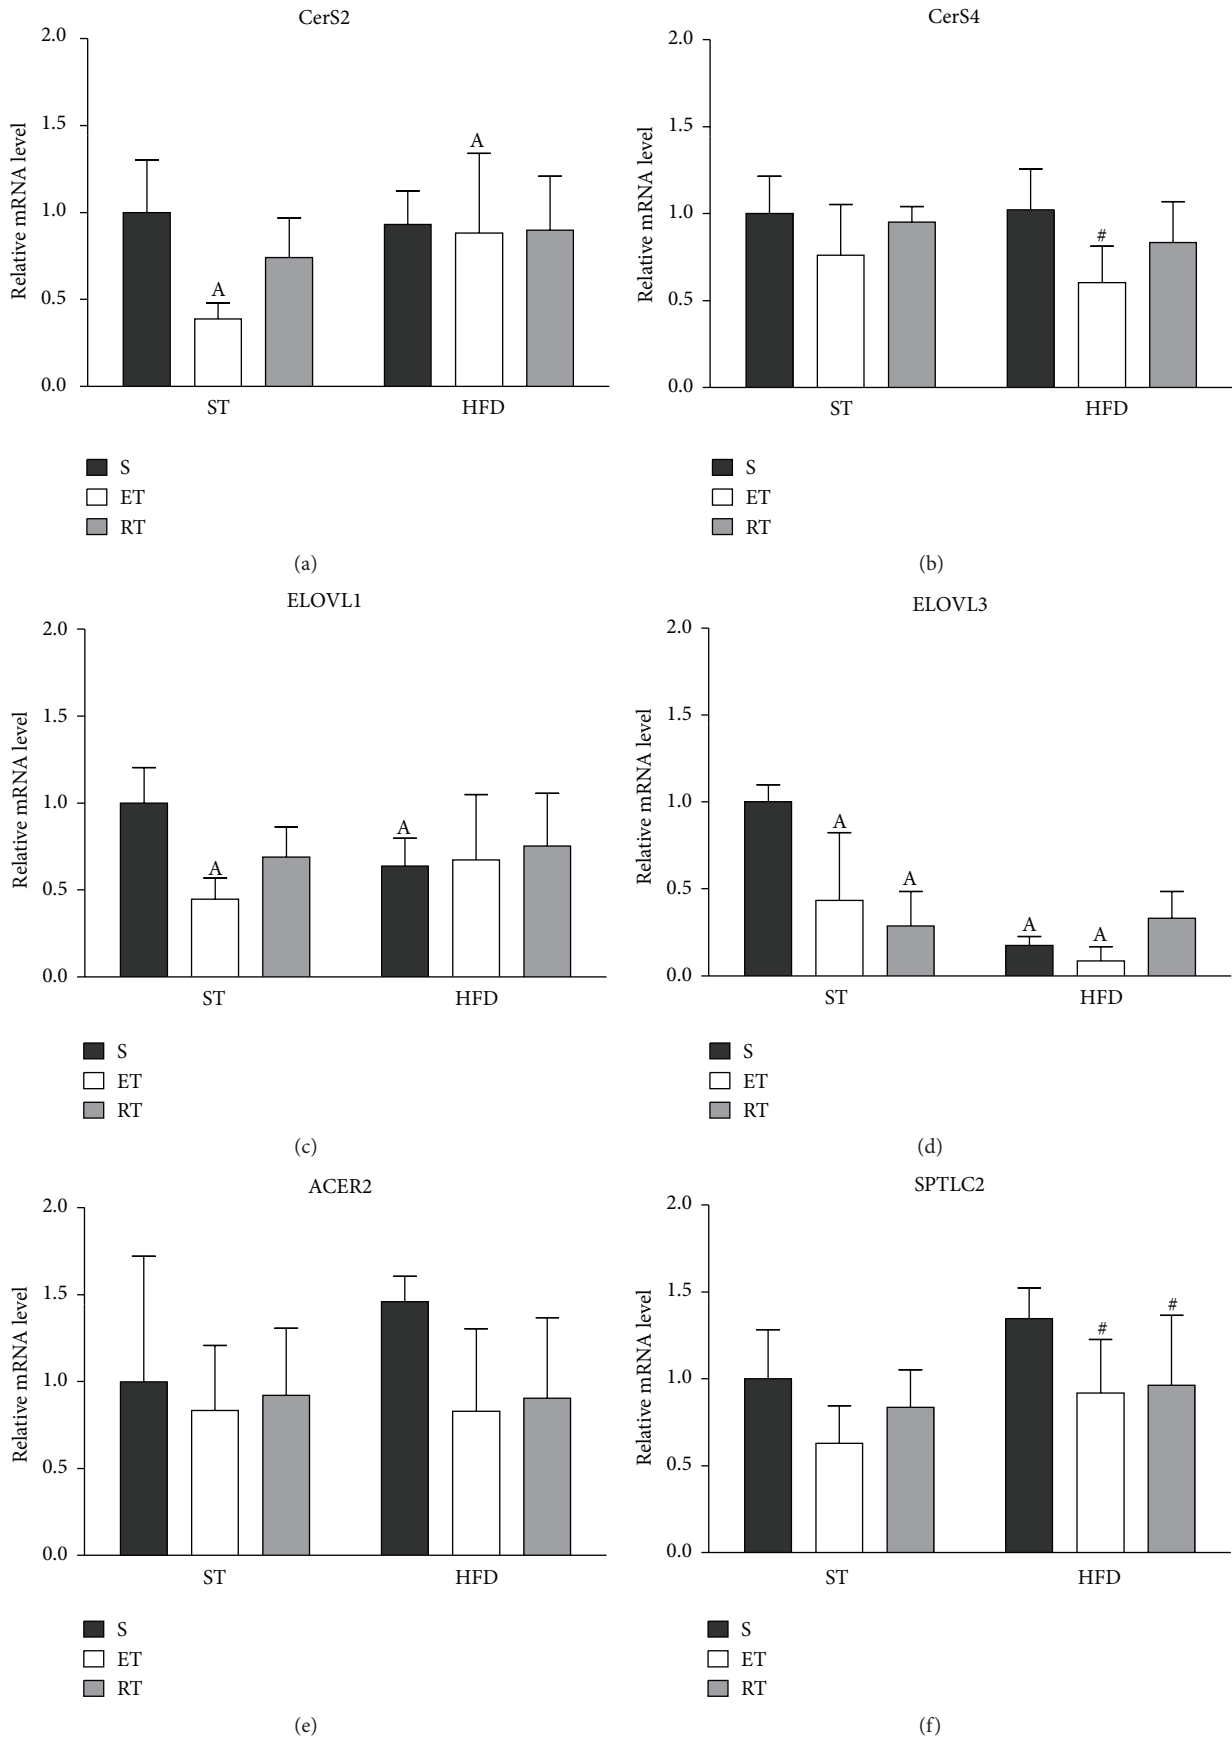 CerS2
Relative mRNA level
2.0
1.5
1.0
0.5
0.0
A
A
ST HFD
S
ET
RT
(a)
CerS4
Relative mRNA level
2.0
1.5
1.0
0.5
0.0
#
ST HFD
S
ET
RT
(b)
ELOVL1
Relative mRNA level
2.0
1.5
1.0
0.5
0.0
A
A
ST HFD
S
ET
RT
(c)
ELOVL3
Relative mRNA level
2.0
1.5
1.0
0.5
0.0
A
A
A
A
ST HFD
S
ET
RT
(d)
ACER2
Relative mRNA level
2.0
1.5
1.0
0.5
0.0
ST HFD
S
ET
RT
(e)
SPTLC2
Relative mRNA level
2.0
1.5
1.0
0.5
0.0
#
#
ST HFD
S
ET
RT
(f)